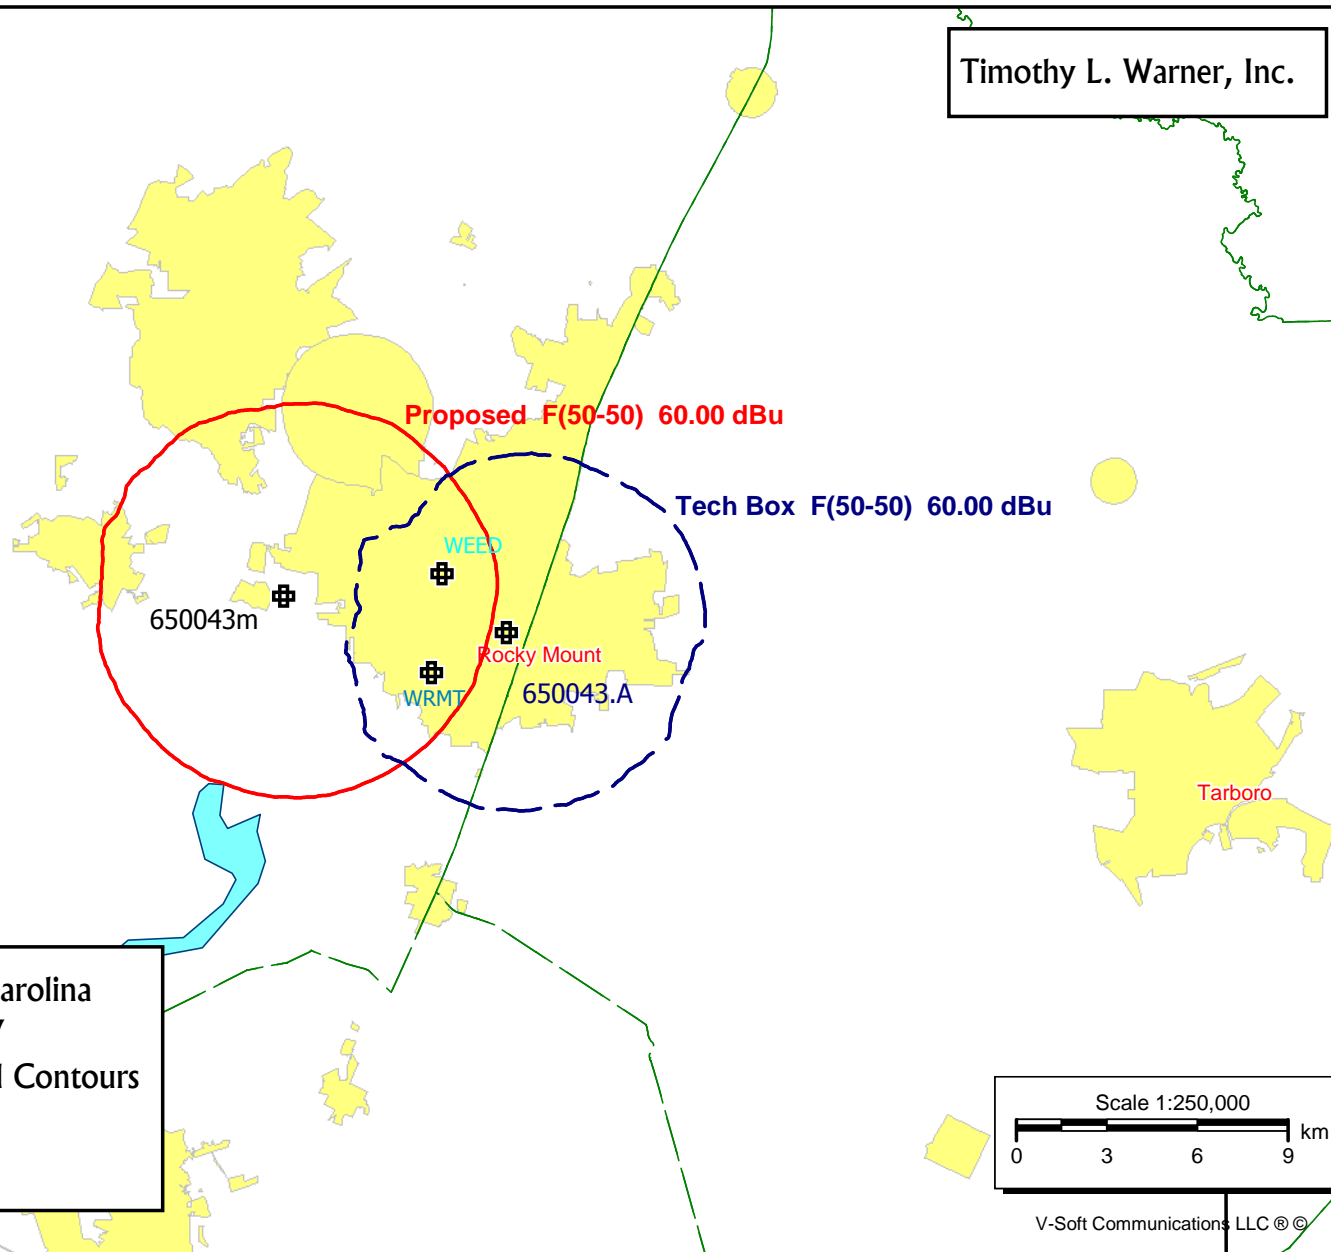 Timothy L. Warner, Inc.
Proposed F(50-50) 60.00 dBu
Tech Box F(50-50) 60.00 dBu
WEED
650043m
Rocky Mount
WRMT
650043.A
Tarboro
arolina
l Contours
Scale 1:250,000
km
0 3 6 9
V-Soft Communications LLC ® ©